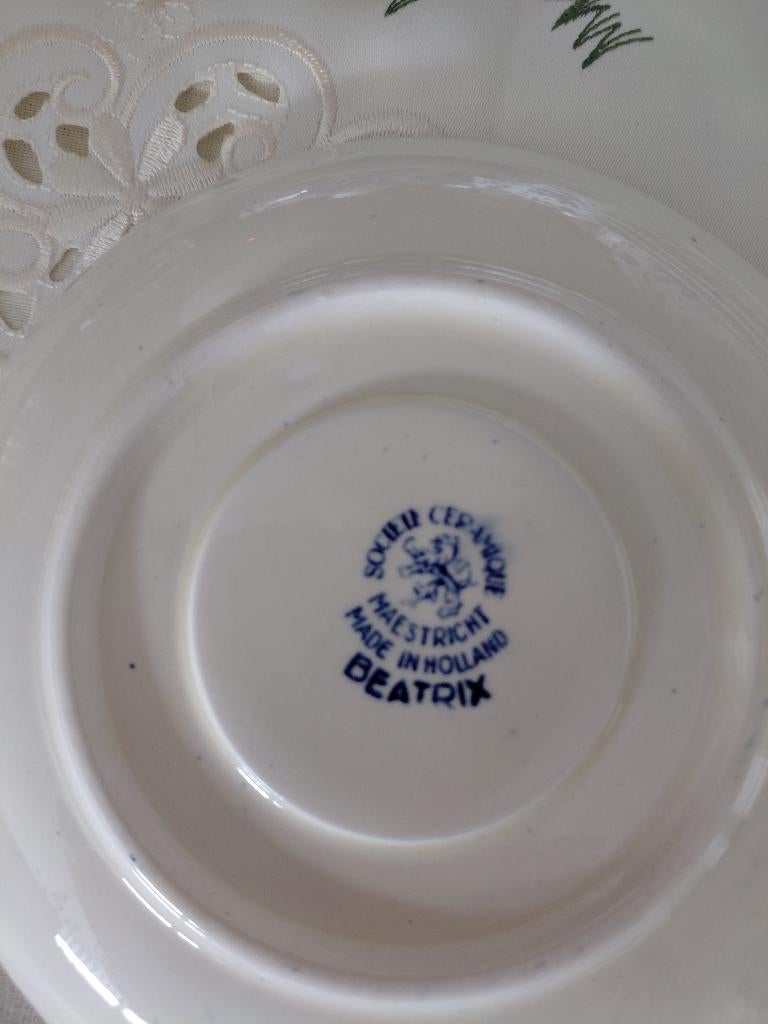 SOCIETE CERAMIQUE
MAESTRICHT
MADE IN HOLLAND
BEATRIX